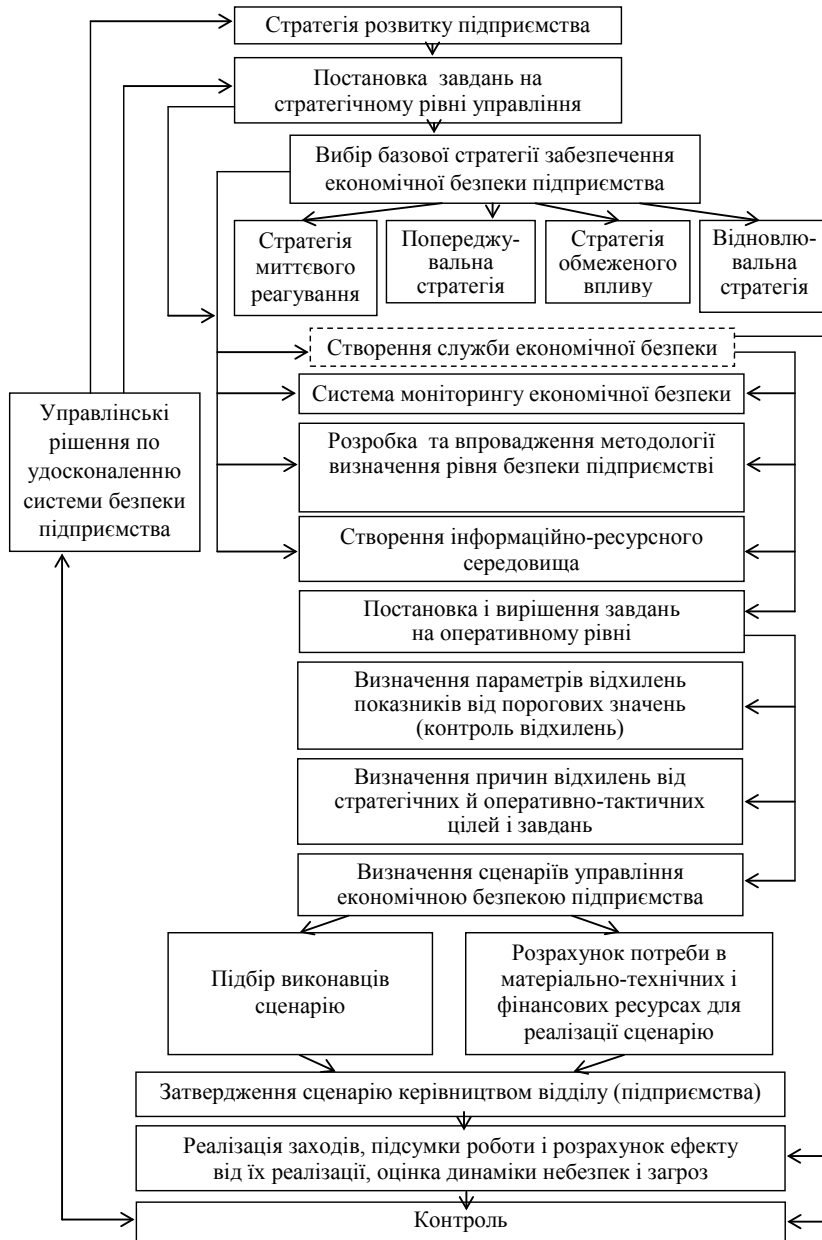 Стратегія розвитку підприємства
Постановка завдань на
стратегічному рівні управління
Вибір базової стратегії забезпечення
економічної безпеки підприємства
Стратегія
миттєвого
реагування
Попереджу-
вальна
стратегія
Стратегія
обмеженого
впливу
Відновлю-
вальна
стратегія
Створення служби економічної безпеки
Система моніторингу економічної безпеки
Управлінські
рішення по
удосконаленню
системи безпеки
підприємства
Розробка та впровадження методології
визначення рівня безпеки підприємстві
Створення інформаційно-ресурсного
середовища
Постановка і вирішення завдань
на оперативному рівні
Визначення параметрів відхилень
показників від порогових значень
(контроль відхилень)
Визначення причин відхилень від
стратегічних й оперативно-тактичних
цілей і завдань
Визначення сценаріїв управління
економічною безпекою підприємства
Підбір виконавців
сценарію
Розрахунок потреби в
матеріально-технічних і
фінансових ресурсах для
реалізації сценарію
Затвердження сценарію керівництвом відділу (підприємства)
Реалізація заходів, підсумки роботи і розрахунок ефекту
від їх реалізації, оцінка динаміки небезпек і загроз
Контроль